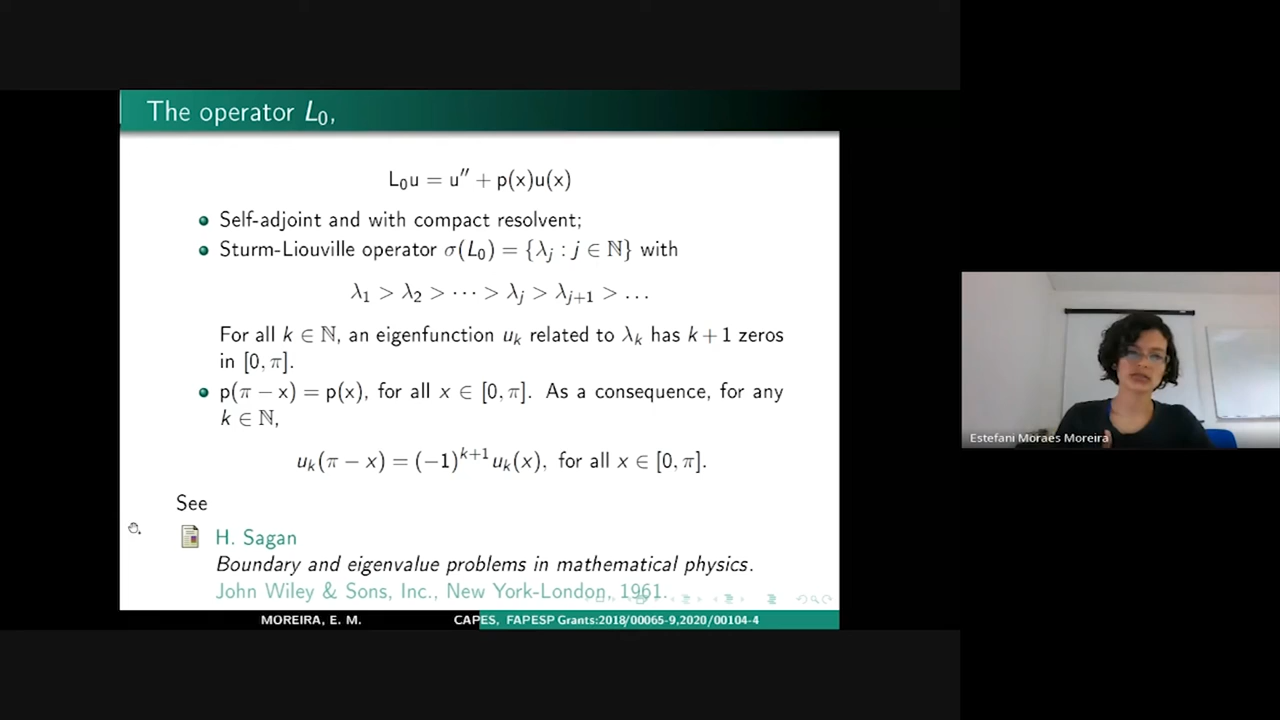 The operator L₀,
L₀u = u″ + p(x)u(x)
Self-adjoint and with compact resolvent;
Sturm-Liouville operator σ(L₀) = {λⱼ : j ∈ ℕ} with
λ₁ > λ₂ > ⋯ > λⱼ > λⱼ₊₁ > …
For all k ∈ ℕ, an eigenfunction uₖ related to λₖ has k + 1 zeros
in [0, π].
p(π − x) = p(x), for all x ∈ [0, π]. As a consequence, for any
k ∈ ℕ,
uₖ(π − x) = (−1)ᵏ⁺¹uₖ(x), for all x ∈ [0, π].
See
H. Sagan
Boundary and eigenvalue problems in mathematical physics.
John Wiley & Sons, Inc., New York-London, 1961.
MOREIRA, E. M. CAPES, FAPESP Grants:2018/00065-9,2020/00104-4
Estefani Moraes Moreira